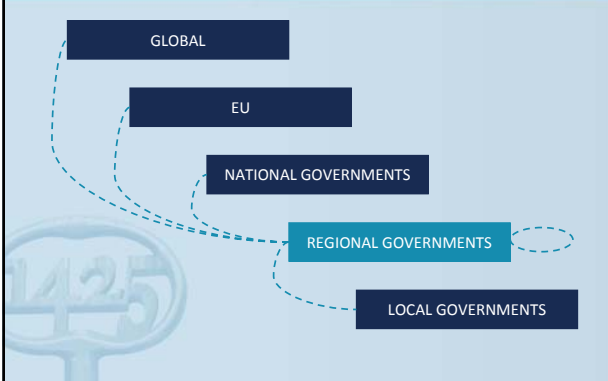 GLOBAL
EU
NATIONAL GOVERNMENTS
REGIONAL GOVERNMENTS
1425
LOCAL GOVERNMENTS